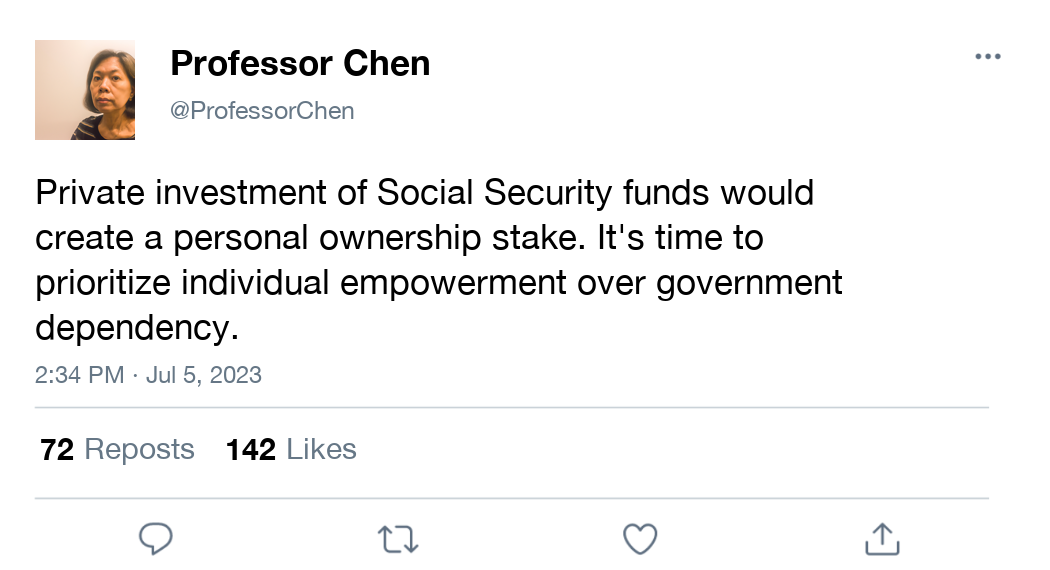 Professor Chen
@ProfessorChen
Private investment of Social Security funds would
create a personal ownership stake. It's time to
prioritize individual empowerment over government
dependency.
2:34 PM · Jul 5, 2023
72 Reposts 142 Likes